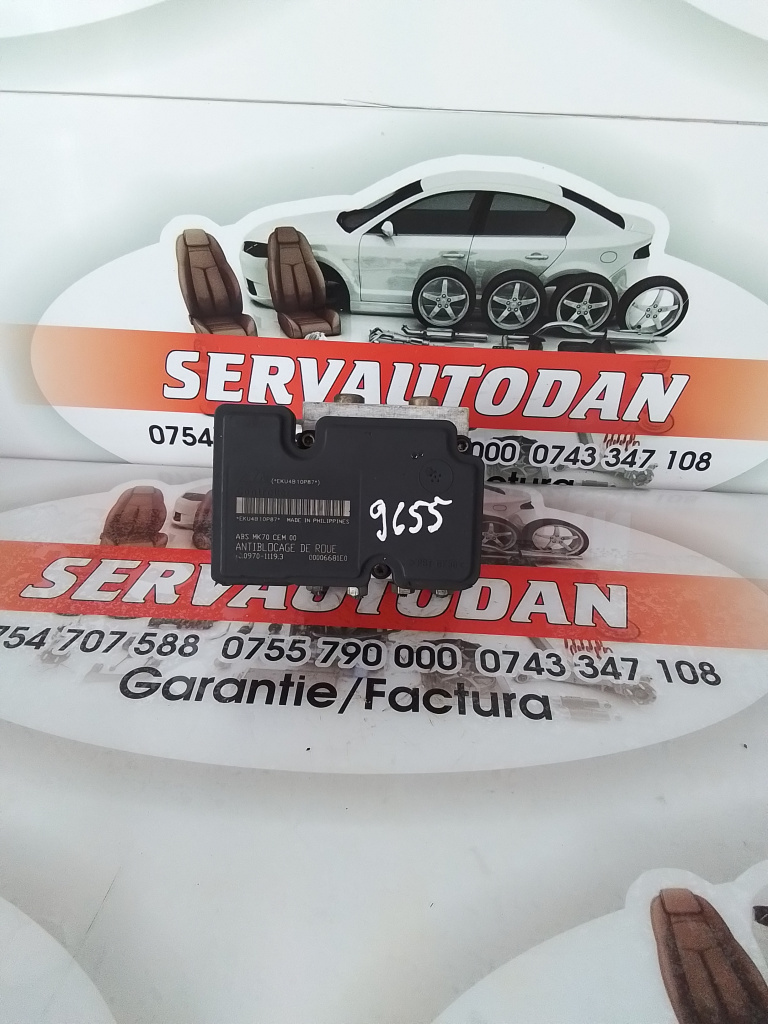 SERVAUTODAN
0754
000 0743 347 108
(*EKU4810P87*)
*EKU4810P87* MADE IN PHILIPPINES
ABS MK70 CEM 00
ANTIBLOCAGE DE ROUE
00006681E0
9655
SERVAUTODAN
754 707 588 0755 790 000 0743 347 108
Garantie/Factura